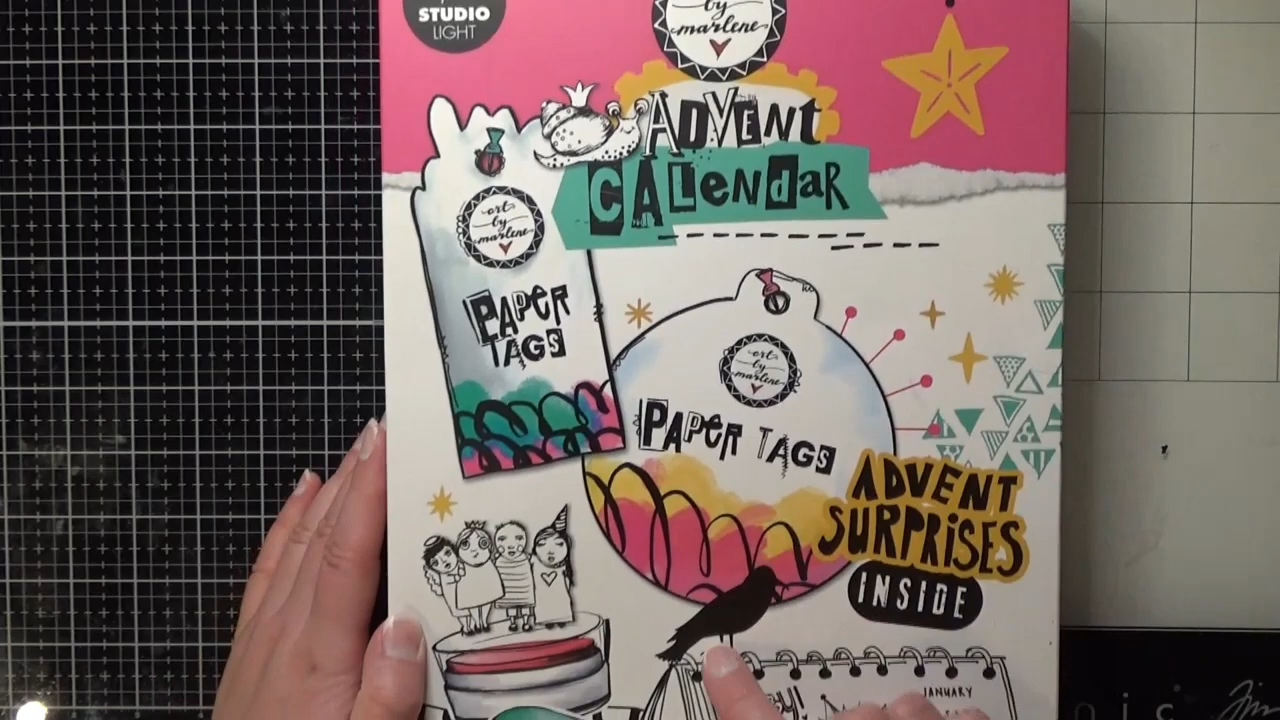 STUDIO
LIGHT
by
marlene
ADVENT
CALENDAR
art
by
marlene
PAPER
TAGS
art
by
marlene
PAPER TAGS
ADVENT
SURPRISES
INSIDE
JANUARY